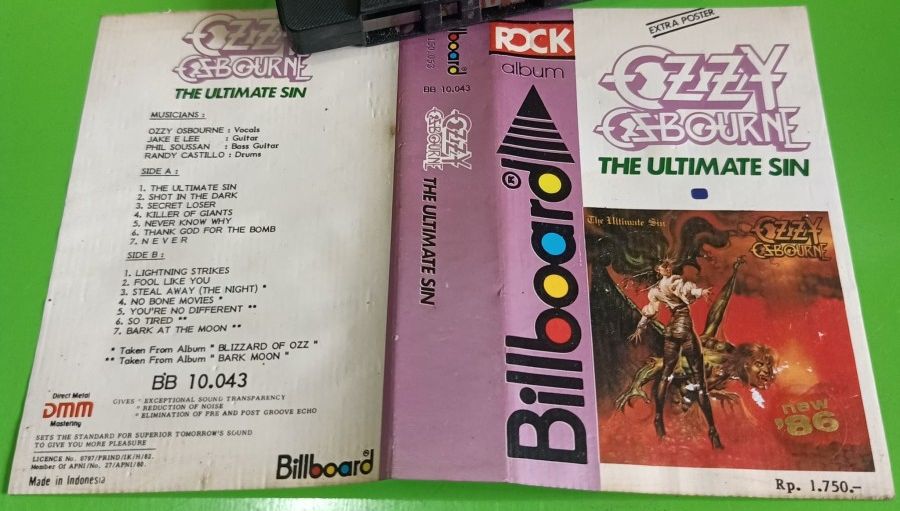 OZZY
OSBOURNE
THE ULTIMATE SIN
MUSICIANS :
OZZY OSBOURNE : Vocals
JAKE E LEE : Guitar
PHIL SOUSSAN : Bass Guitar
RANDY CASTILLO : Drums
SIDE A :
1. THE ULTIMATE SIN
2. SHOT IN THE DARK
3. SECRET LOSER
4. KILLER OF GIANTS
5. NEVER KNOW WHY
6. THANK GOD FOR THE BOMB
7. N E V E R
SIDE B :
1. LIGHTNING STRIKES
2. FOOL LIKE YOU
3. STEAL AWAY (THE NIGHT) *
4. NO BONE MOVIES *
5. YOU'RE NO DIFFERENT **
6. SO TIRED **
7. BARK AT THE MOON **
* Taken From Album " BLIZZARD OF OZZ "
** Taken From Album " BARK MOON "
BB 10.043
Direct Metal
DMM
Mastering
GIVES * EXCEPTIONAL SOUND TRANSPARENCY
* REDUCTION OF NOISE
* ELIMINATION OF PRE AND POST GROOVE ECHO
SETS THE STANDARD FOR SUPERIOR TOMORROW'S SOUND
TO GIVE YOU MORE PLEASURE
LICENCE No. 0797/PRIND/IK/H/82.
Member Of APNI/No. 27/APNI/80.
Made in Indonesia
Billboard®
Billboard®
BB 10.043
OZZY
OSBOURNE
THE ULTIMATE SIN
ROCK
album
Billboard®
EXTRA POSTER
OZZY
OSBOURNE
THE ULTIMATE SIN
The Ultimate Sin
OZZY
OSBOURNE
new
'86
Rp. 1.750.-